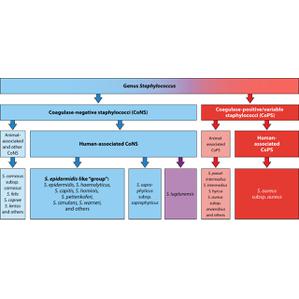 Genus Staphylococcus
Coagulase-negative staphylococci (CoNS)
Coagulase-positive/variable
staphylococci (CoPS)
Animal-
associated
and other
CoNS
Human-associated CoNS
Animal
associated
CoPS
Human-
associated
CoPS
S. carnosus
subsp.
carnosus
S. felis
S. caprae
S. lentus
and others
S. epidermidis-like "group":
S. epidermidis, S. haemolyticus,
S. capitis, S. hominis,
S. pettenkoferi,
S. simulans, S. warneri,
and others
S. sapro-
phyticus
subsp.
saprophyticus
S. lugdunensis
intermedius
S. intermedius
S. hyicus
S. aureus
subsp.
anaerobius
and others
S. aureus
subsp. aureus